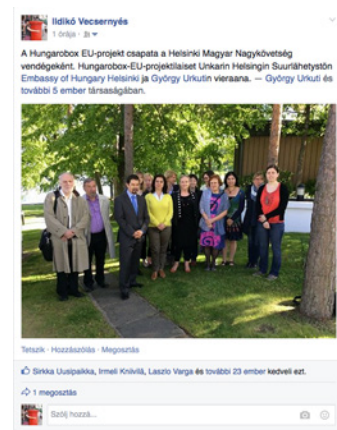 Ildikó Vecsernyés
1 órája ·
A Hungarobox EU-projekt csapata a Helsinki Magyar Nagykövetség
vendégeként. Hungarobox-EU-projektilaiset Unkarin Helsingin Suurlähetystön
Embassy of Hungary Helsinki ja György Urkutin vieraana. — György Urkuti és
további 5 ember társaságában.
Tetszik · Hozzászólás · Megosztás
Sirkka Uusipaikka, Irmeli Kniivilä, Laszlo Varga és további 23 ember kedveli ezt.
1 megosztás
Szólj hozzá...